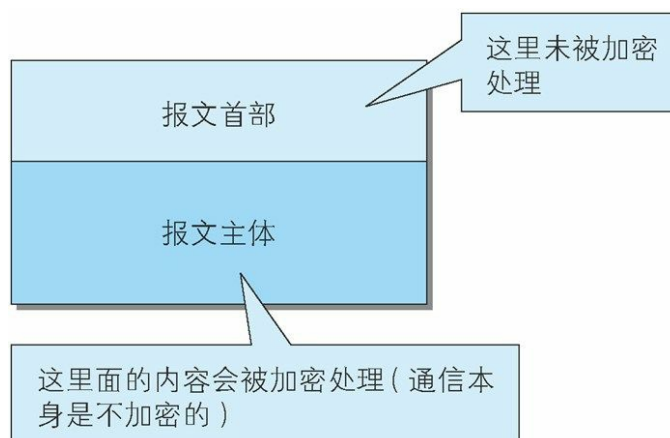 这里未被加密
处理
报文首部
报文主体
这里面的内容会被加密处理（通信本
身是不加密的）